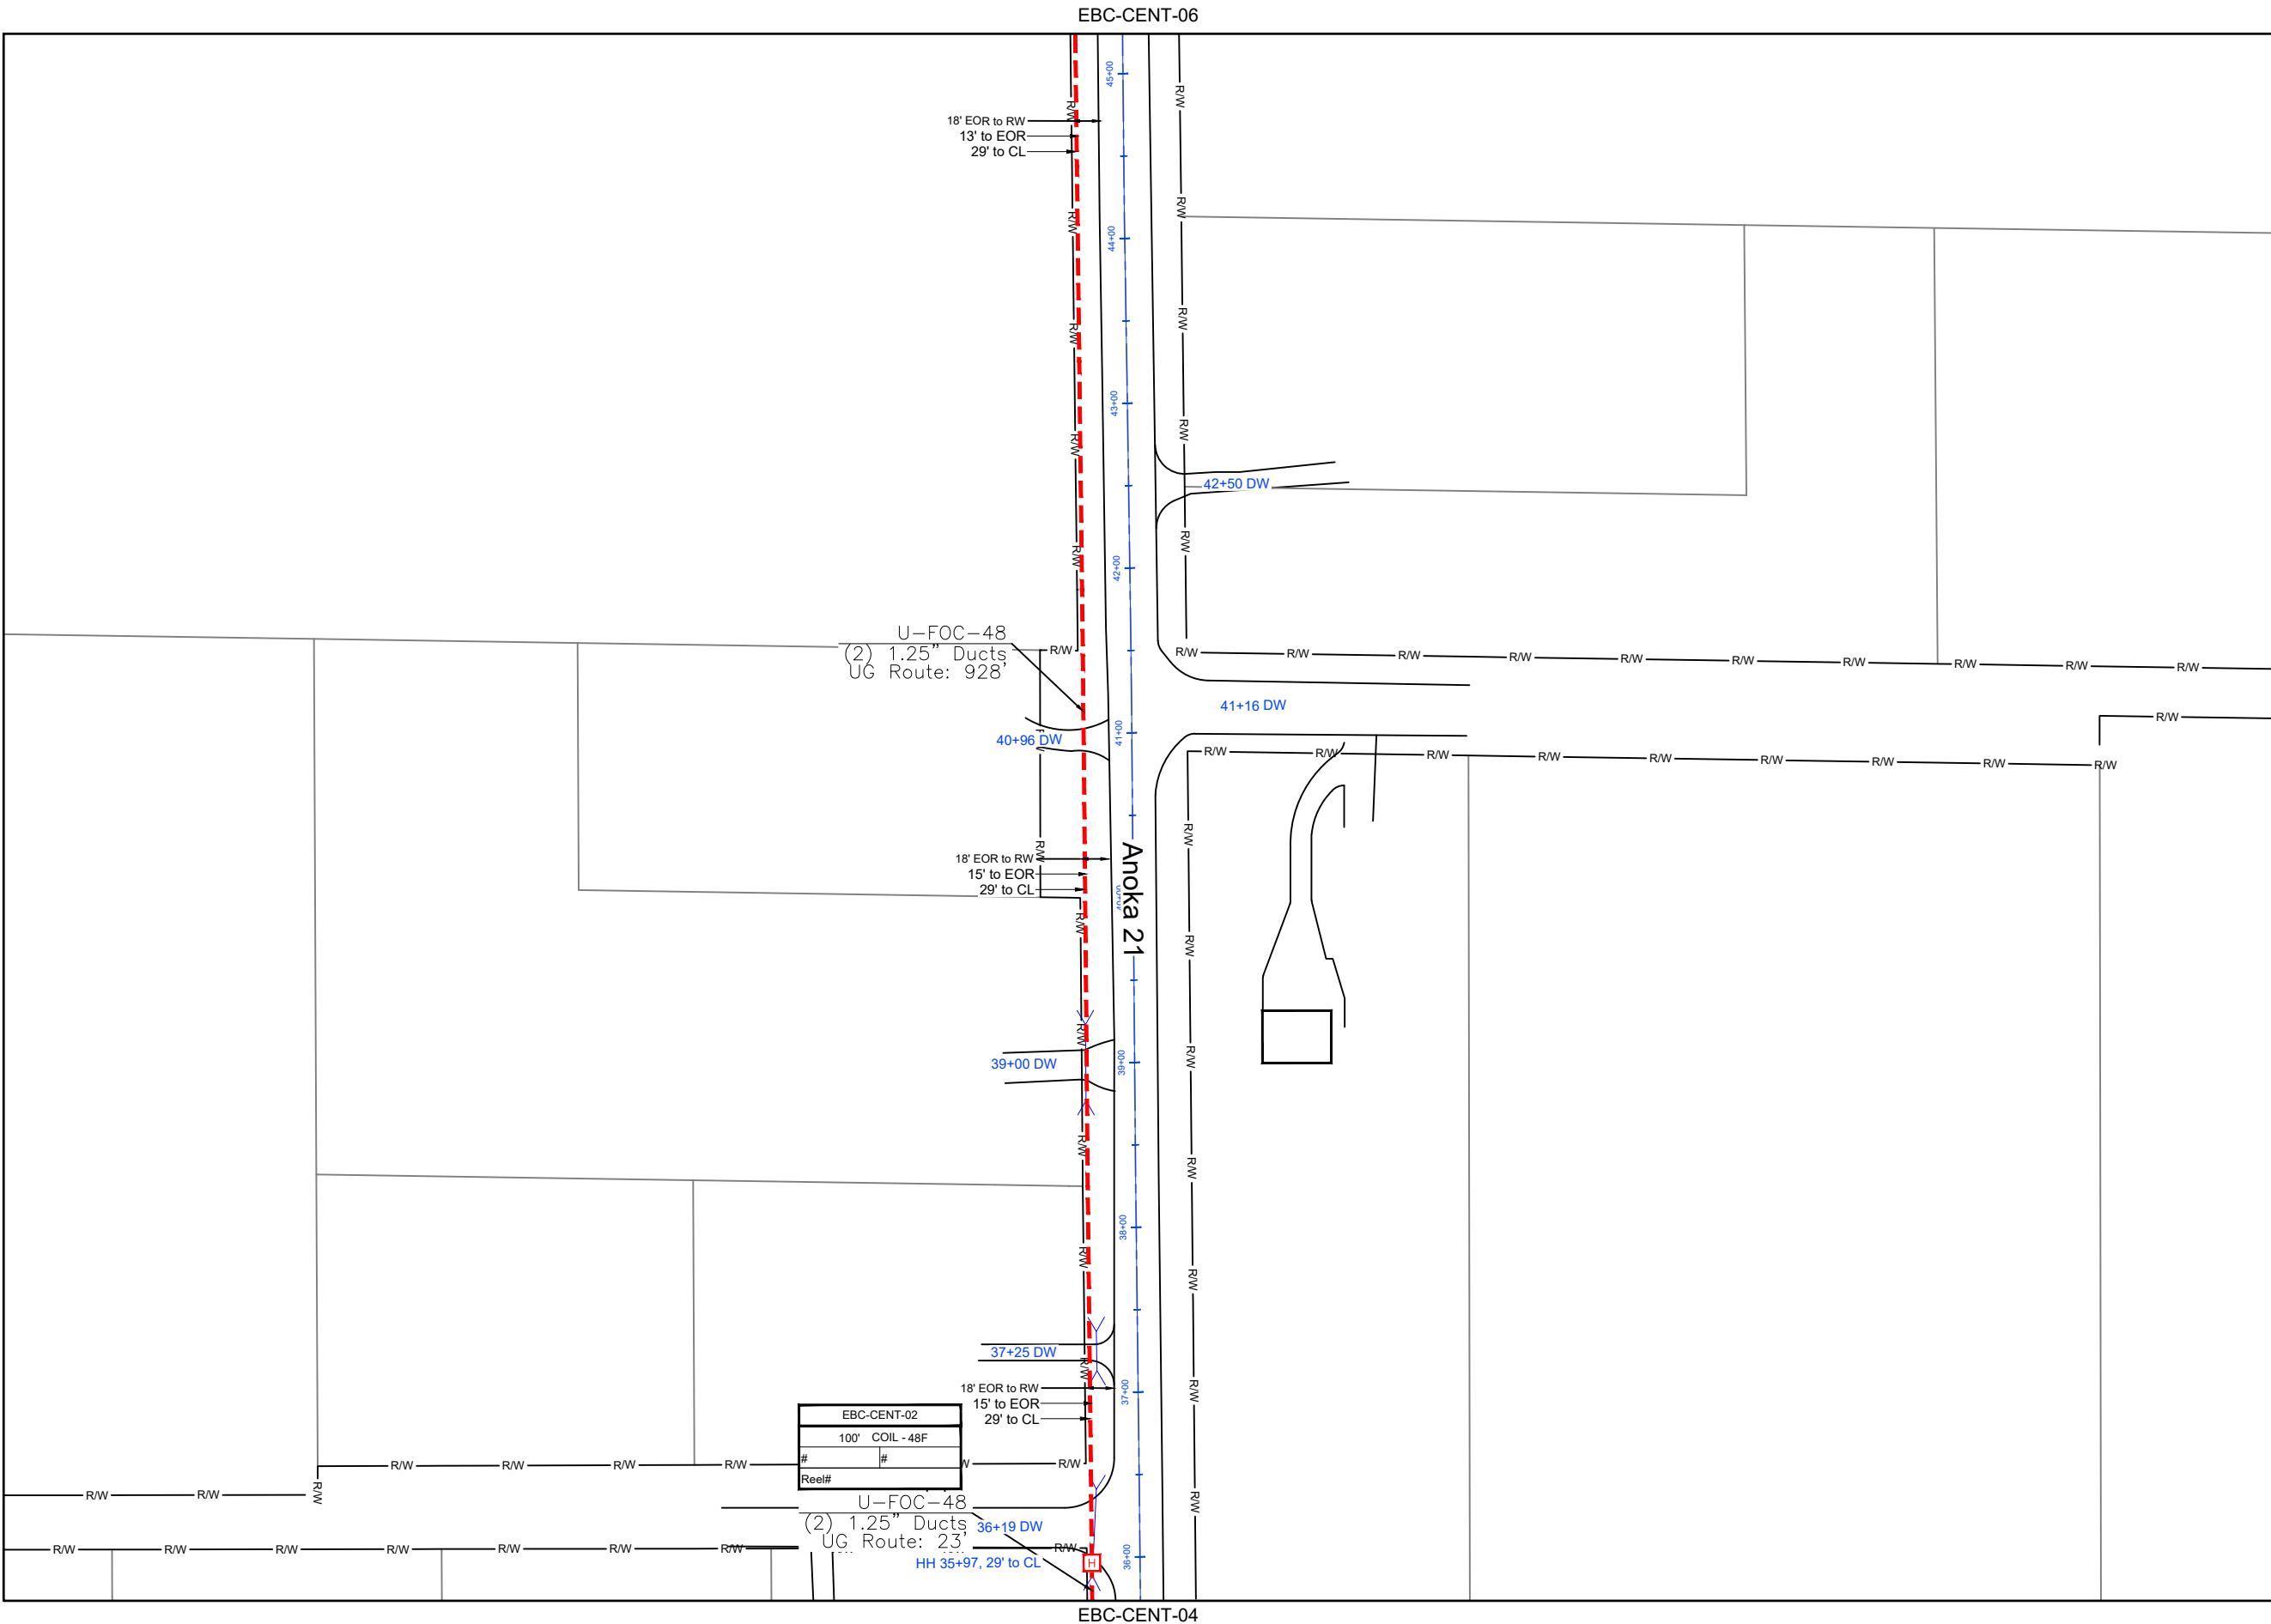 EBC-CENT-06
45+00
R/W
R/W
18' EOR to RW
13' to EOR
29' to CL
R/W
R/W
44+00
R/W
R/W
43+00
R/W
R/W
42+50 DW
R/W
R/W
42+00
U-FOC-48
(2) 1.25" Ducts
UG Route: 928'
R/W
R/W
R/W
R/W
R/W
R/W
R/W
R/W
R/W
R/W
R/W
41+16 DW
R/W
41+00
40+96 DW
R/W
R/W
R/W
R/W
R/W
R/W
R/W
R/W
R/W
R/W
R/W
18' EOR to RW
15' to EOR
29' to CL
Anoka 21
40+00
R/W
R/W
R/W
39+00 DW
39+00
R/W
R/W
R/W
38+00
R/W
R/W
37+25 DW
R/W
18' EOR to RW
15' to EOR
29' to CL
37+00
R/W
EBC-CENT-02
100' COIL - 48F
# #
Reel#
R/W
R/W
R/W
R/W
R/W
R/W
R/W
R/W
R/W
U-FOC-48
(2) 1.25" Ducts
UG Route: 23'
36+19 DW
R/W
R/W
R/W
R/W
R/W
R/W
R/W
R/W
HH 35+97, 29' to CL
H
36+00
EBC-CENT-04